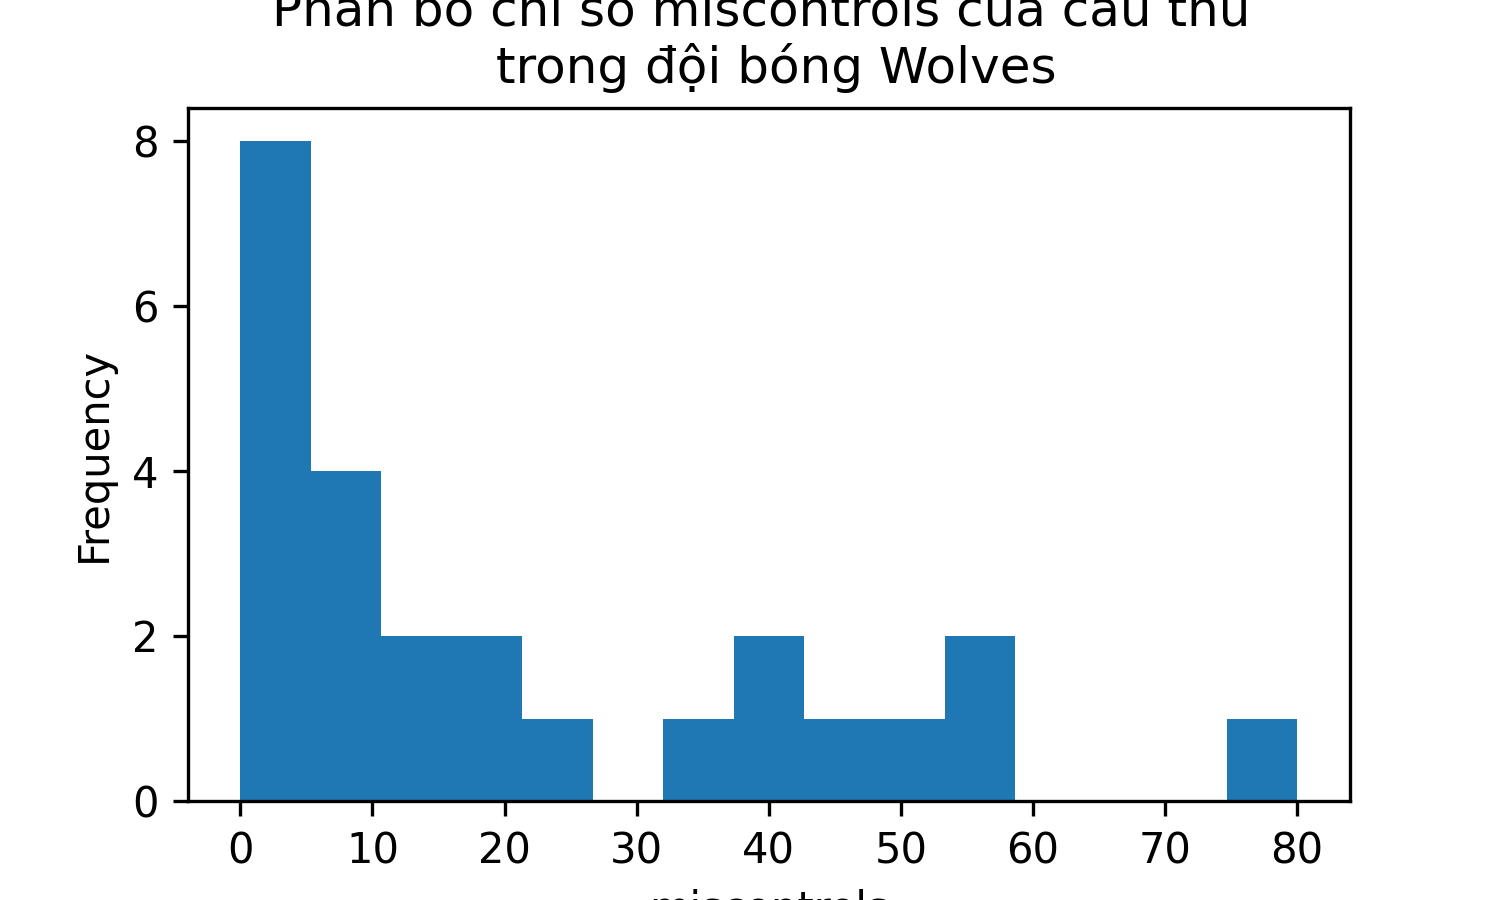 Phân bố chỉ số miscontrols của cầu thủ
trong đội bóng Wolves
Frequency
8
6
4
2
0
0 10 20 30 40 50 60 70 80
miscontrols